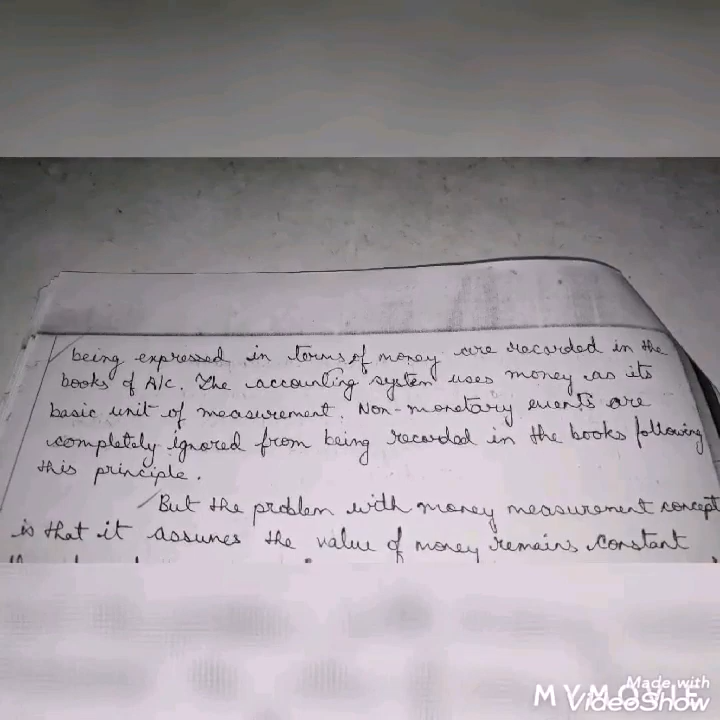 being expressed in terms of money are recorded in the
books of A/C. The accounting system uses money as its
basic unit of measurement. Non-monetary events are
completely ignored from being recorded in the books following
this principle.
But the problem with money measurement concept
is that it assumes the value of money remains constant
Made with
MY MOVIE
VideoShow